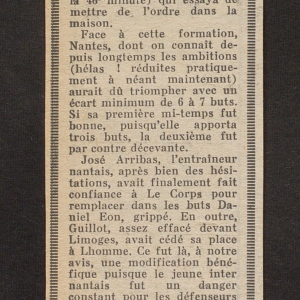 la 40e minute) qui essaya de
mettre de l'ordre dans la
maison.
Face à cette formation,
Nantes, dont on connaît de-
puis longtemps les ambitions
(hélas ! réduites pratique-
ment à néant maintenant)
aurait dû triompher avec un
écart minimum de 6 à 7 buts.
Si sa première mi-temps fut
bonne, puisqu'elle apporta
trois buts, la deuxième fut
par contre décevante.
José Arribas, l'entraîneur
nantais, après bien des hési-
tations, avait finalement fait
confiance à Le Corps pour
remplacer dans les buts Da-
niel Eon, grippé. En outre,
Guillot, assez effacé devant
Limoges, avait cédé sa place
à Lhomme. Ce fut là, à notre
avis, une modification béné-
fique puisque le jeune inter
nantais fut un danger
constant pour les défenseurs